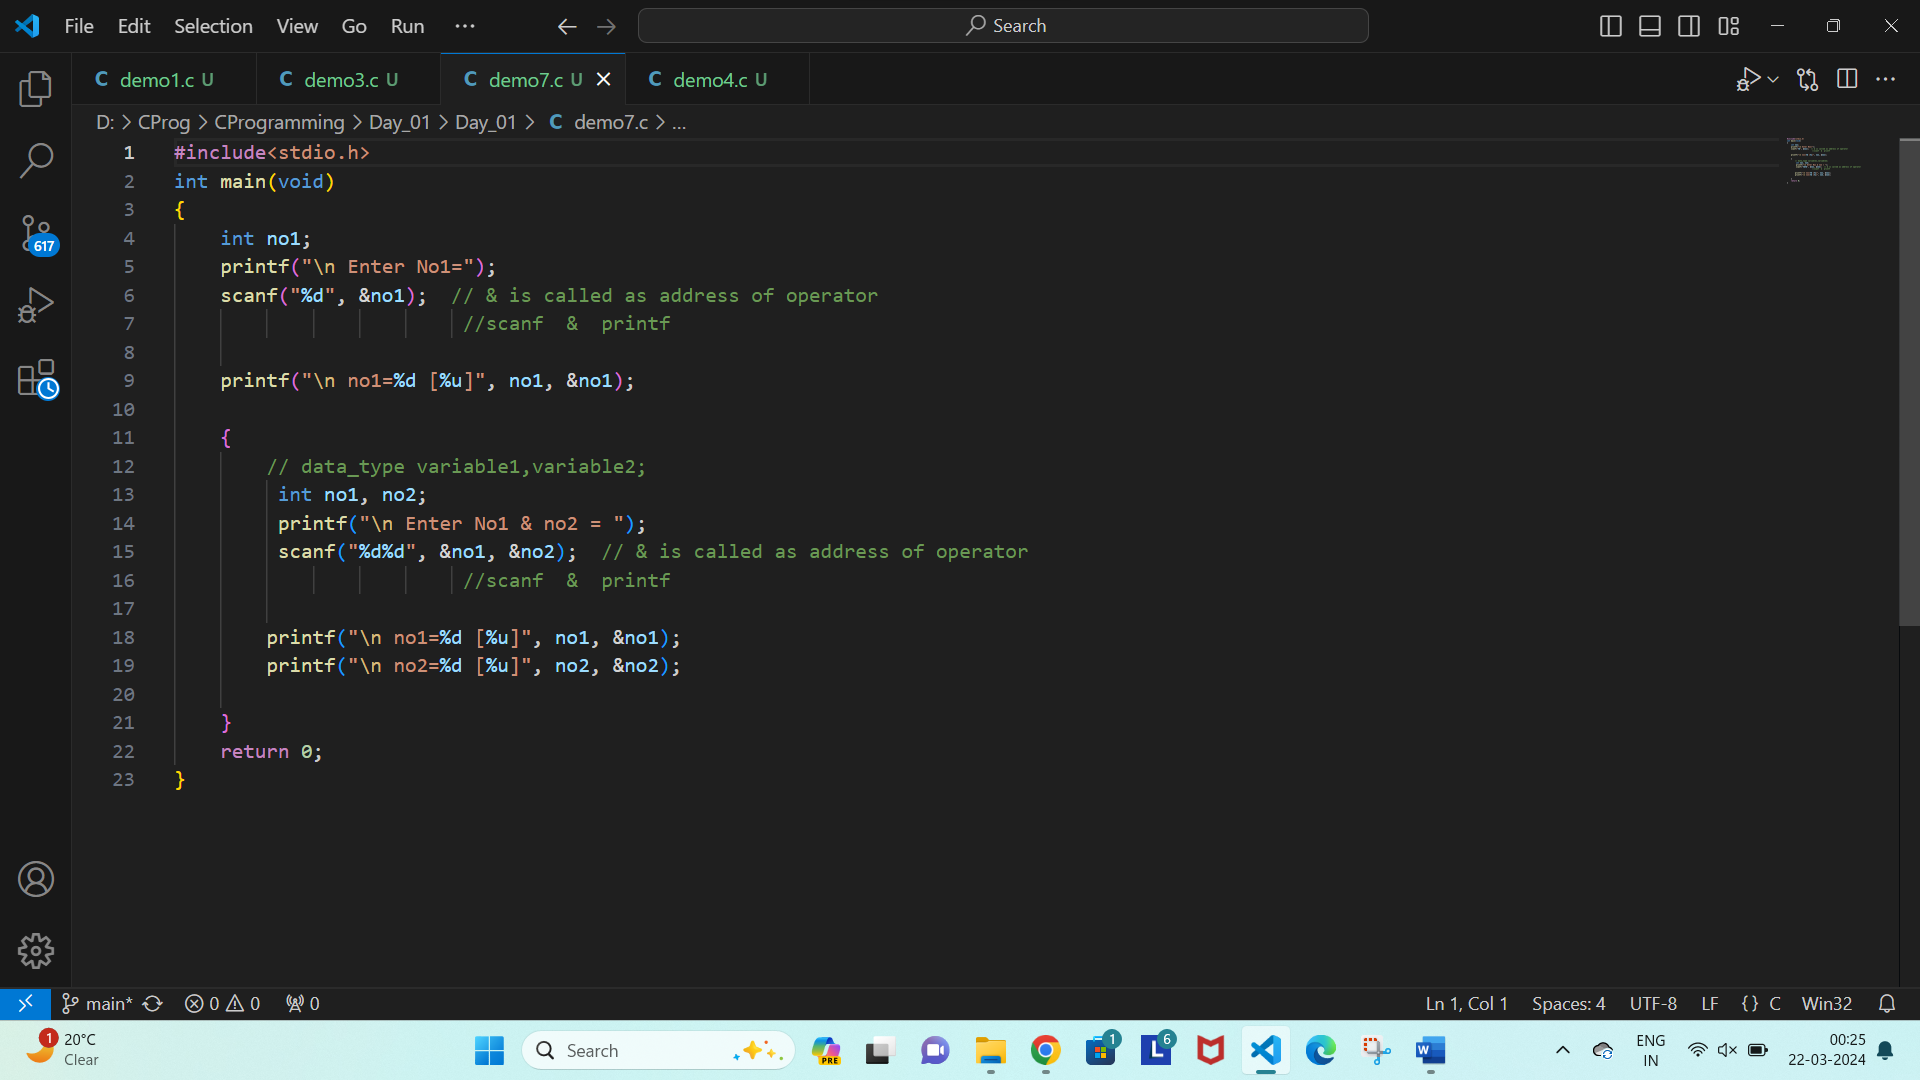 File Edit Selection View Go Run ··· Search
C demo1.c U C demo3.c U C demo7.c U C demo4.c U
D: > CProg > CProgramming > Day_01 > Day_01 > C demo7.c > ...
1 #include<stdio.h>
2 int main(void)
3 {
4 int no1;
5 printf("\n Enter No1=");
6 scanf("%d", &no1); // & is called as address of operator
7 //scanf & printf
8
9 printf("\n no1=%d [%u]", no1, &no1);
10
11 {
12 // data_type variable1,variable2;
13 int no1, no2;
14 printf("\n Enter No1 & no2 = ");
15 scanf("%d%d", &no1, &no2); // & is called as address of operator
16 //scanf & printf
17
18 printf("\n no1=%d [%u]", no1, &no1);
19 printf("\n no2=%d [%u]", no2, &no2);
20
21 }
22 return 0;
23 }
617
main* 0 0 0 Ln 1, Col 1 Spaces: 4 UTF-8 LF {} C Win32
1 20°C
Clear
Search
PRE
1
L 6
W
ENG
IN
00:25
22-03-2024